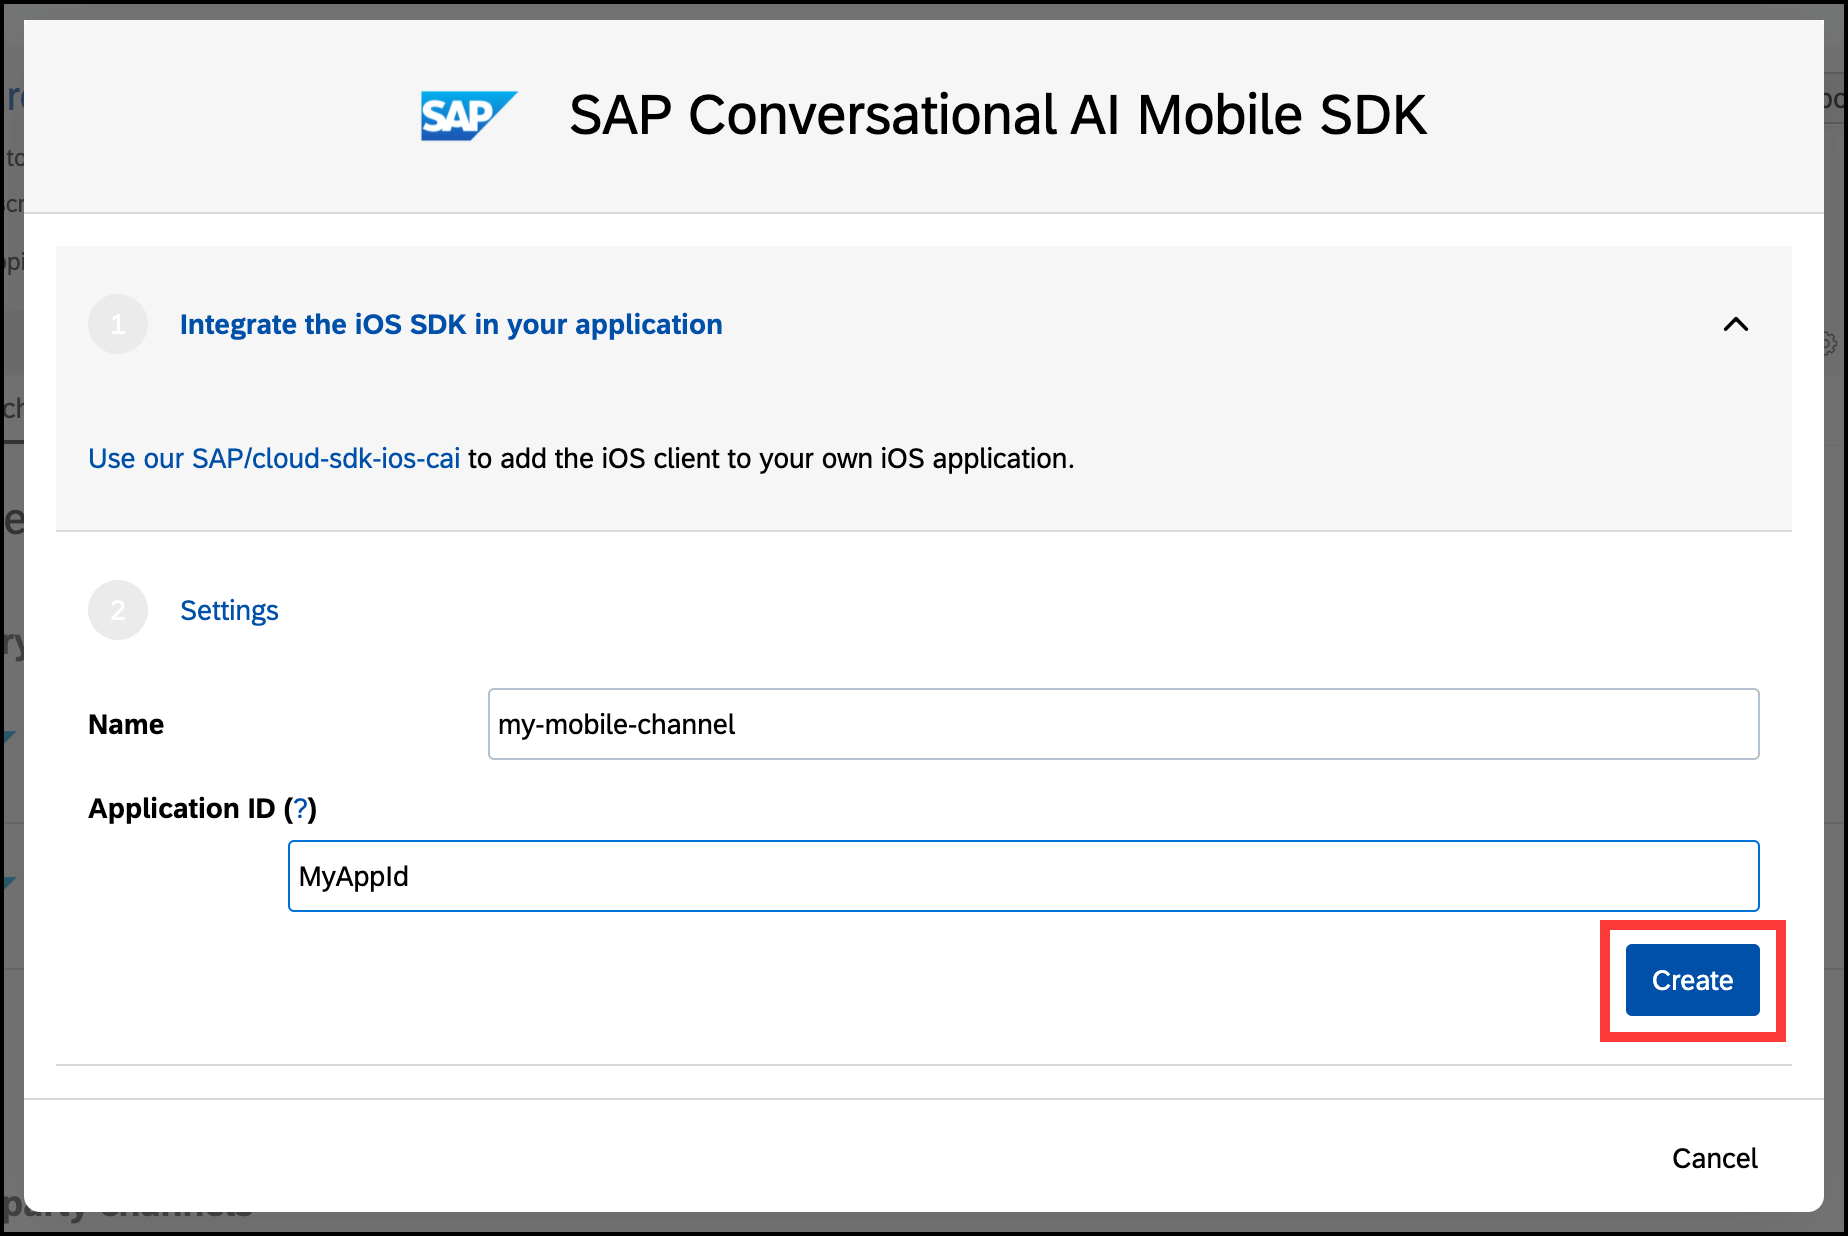 SAP SAP Conversational AI Mobile SDK
1 Integrate the iOS SDK in your application
Use our SAP/cloud-sdk-ios-cai to add the iOS client to your own iOS application.
2 Settings
Name my-mobile-channel
Application ID (?)
MyAppId
Create
Cancel